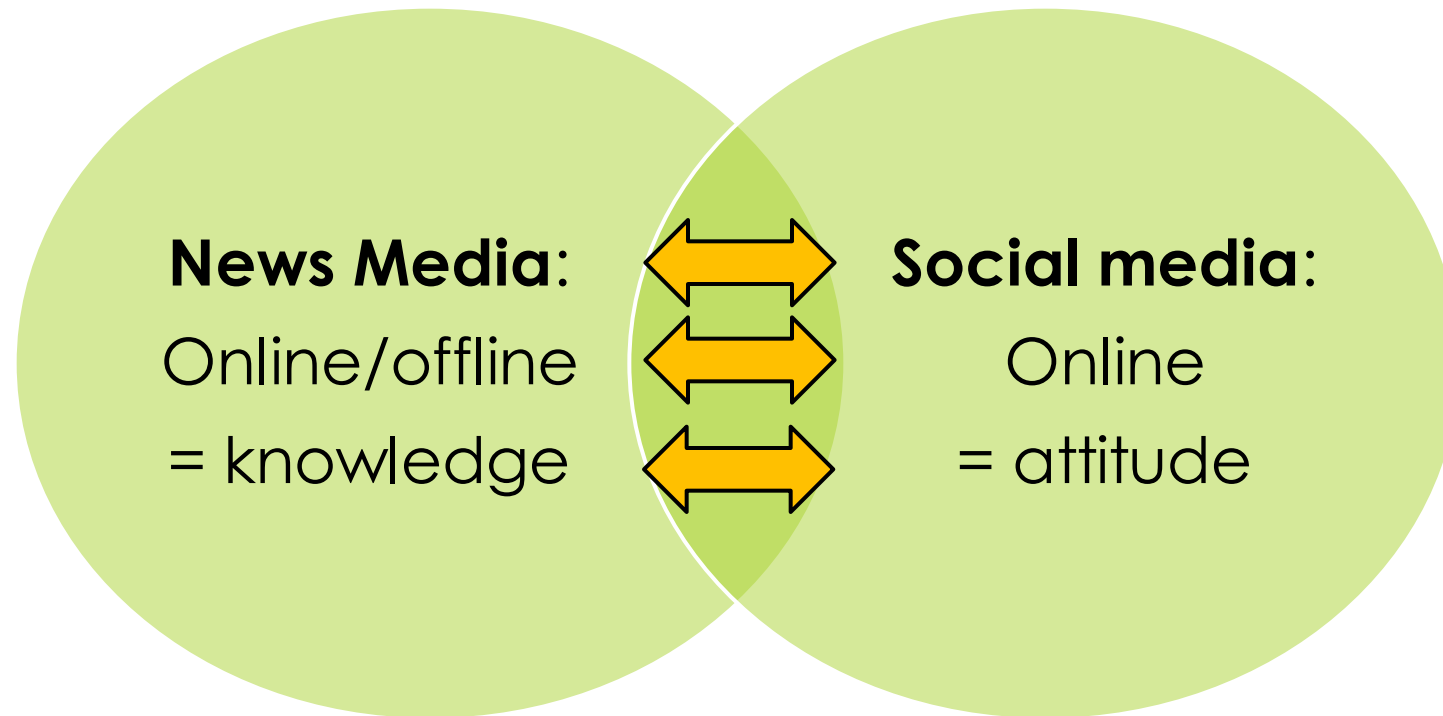 News Media:
Online/offline
= knowledge
Social media:
Online
= attitude